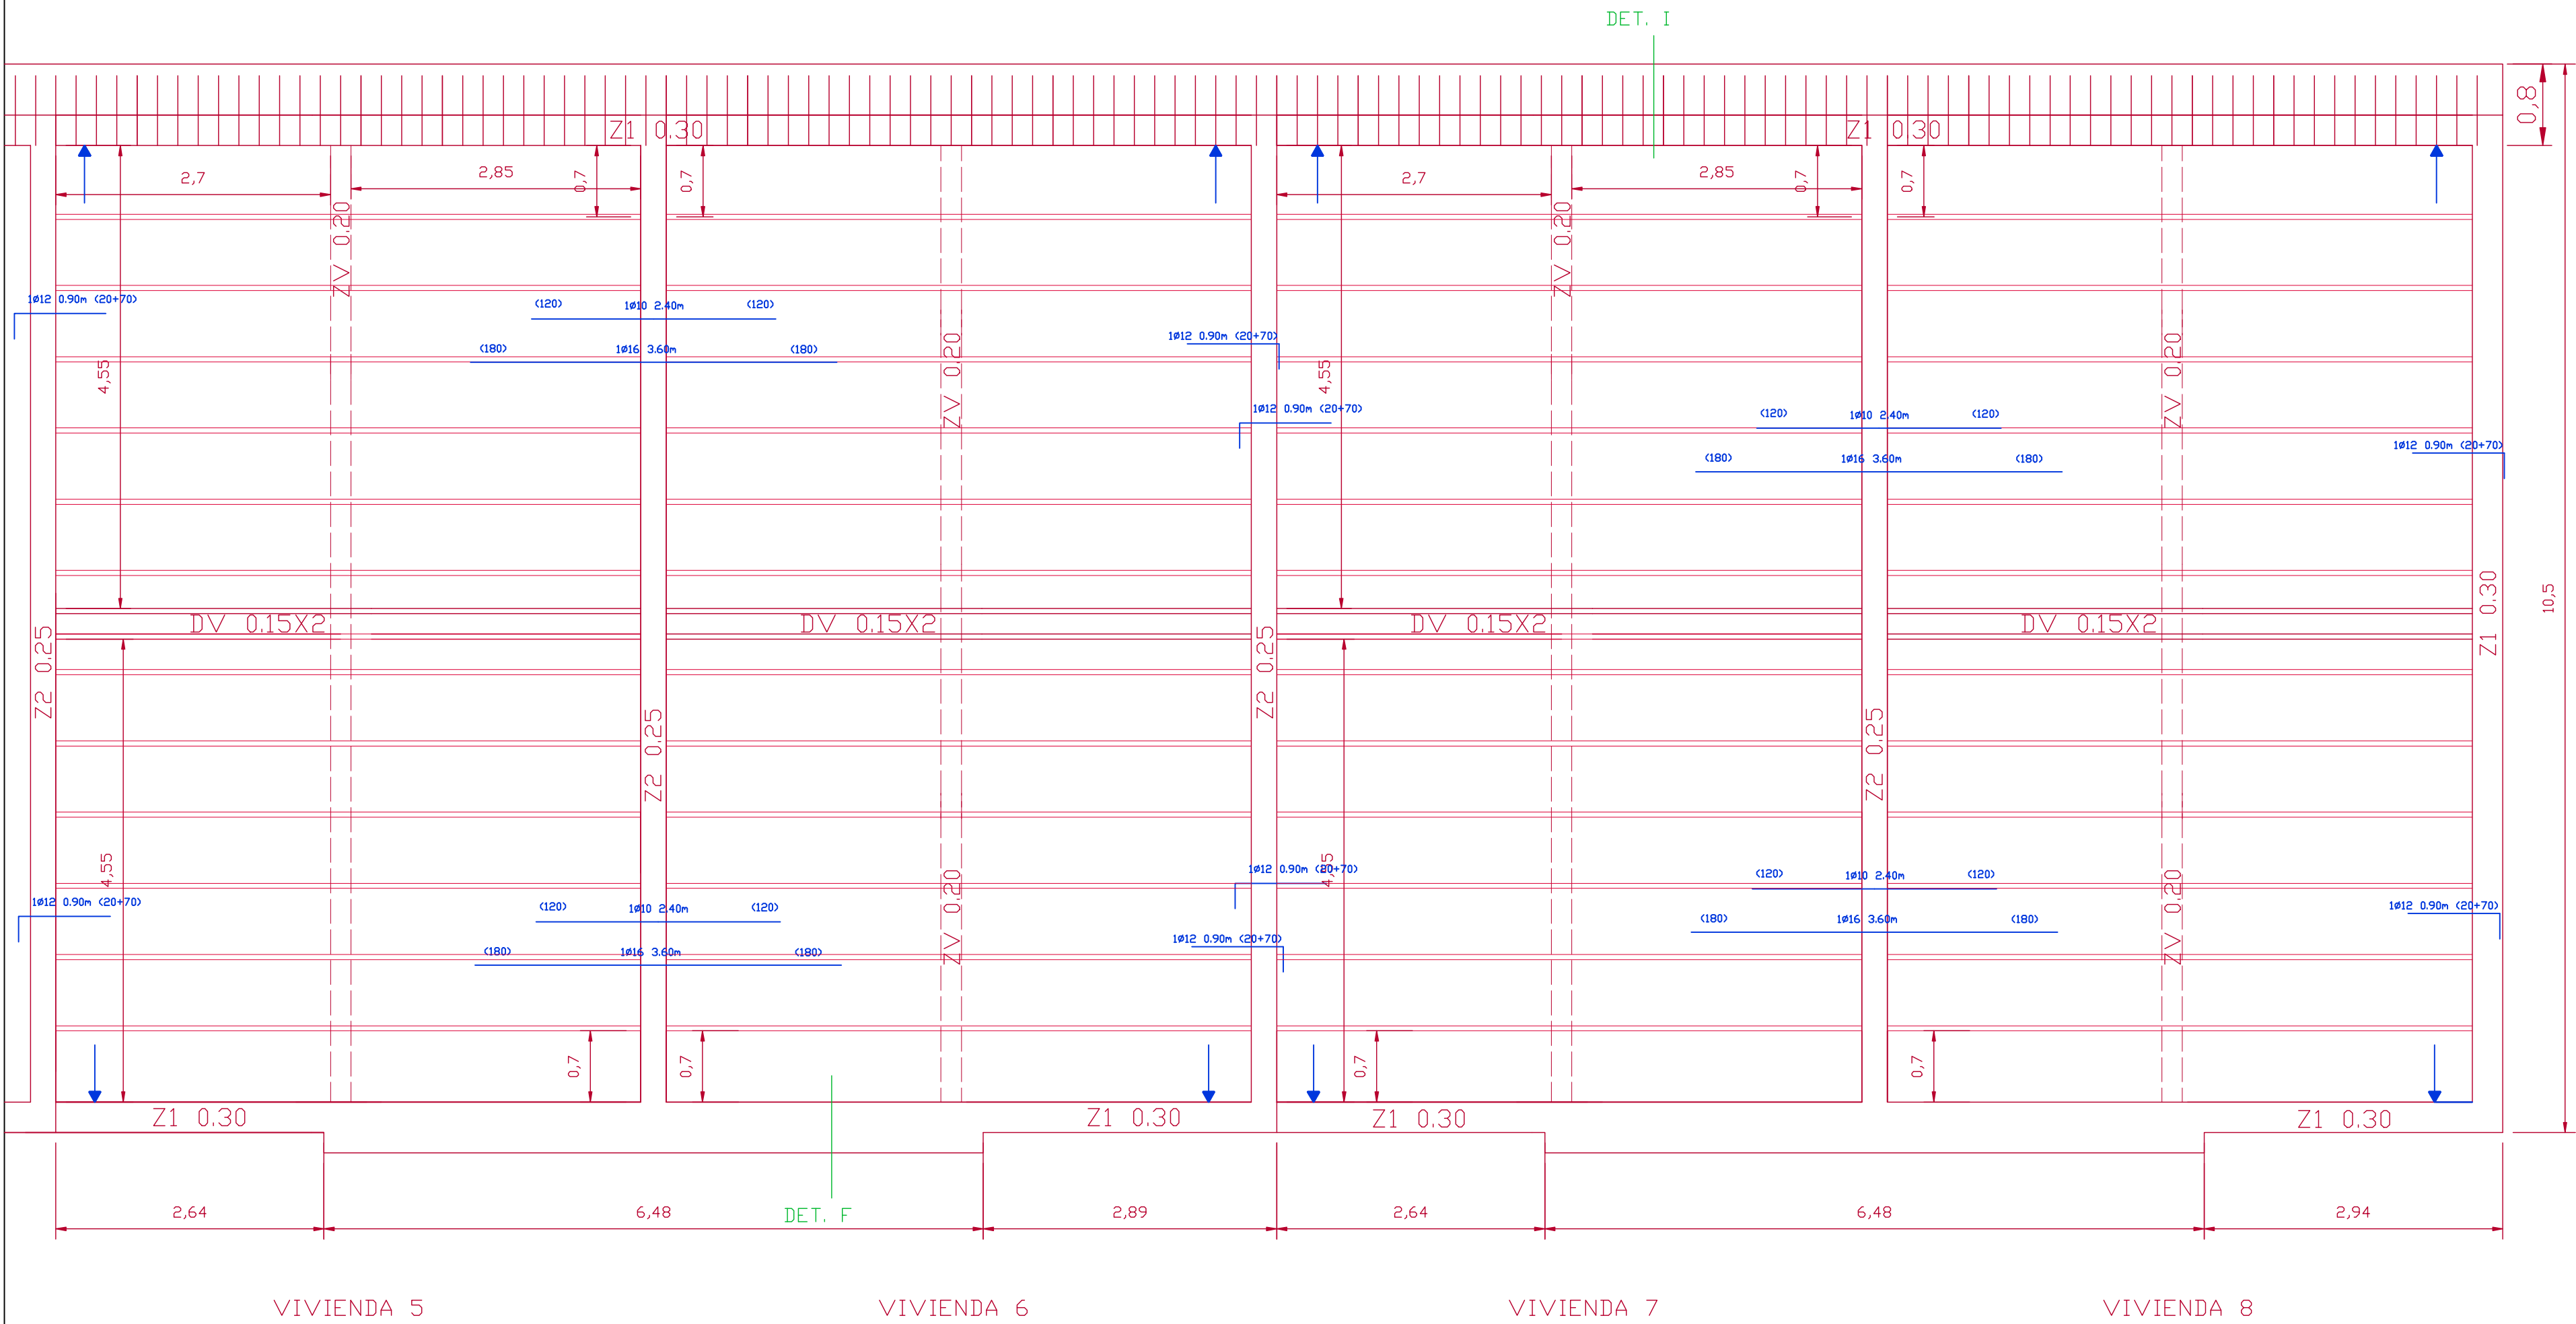 DET. I
0,8
Z1 0.30
Z1 0.30
2,7
2,85
0,7
0,7
2,7
2,85
0,7
0,7
ZV 0.20
ZV 0.20
1ø12 0.90m (20+70)
(120) 1ø10 2.40m (120)
(180) 1ø16 3.60m (180)
1ø12 0.90m (20+70)
4,55
ZV 0.20
4,55
ZV 0.20
1ø12 0.90m (20+70)
(120) 1ø10 2.40m (120)
(180) 1ø16 3.60m (180)
1ø12 0.90m (20+70)
10,5
Z1 0.30
DV 0.15X2
DV 0.15X2
DV 0.15X2
DV 0.15X2
Z2 0.25
Z2 0.25
Z2 0.25
Z2 0.25
4,55
1ø12 0.90m (20+70)
4,55
(120) 1ø10 2.40m (120)
(180) 1ø16 3.60m (180)
1ø12 0.90m (20+70)
(120) 1ø10 2.40m (120)
(180) 1ø16 3.60m (180)
ZV 0.20
ZV 0.20
1ø12 0.90m (20+70)
1ø12 0.90m (20+70)
0,7
0,7
0,7
0,7
Z1 0.30
Z1 0.30
Z1 0.30
Z1 0.30
2,64
6,48
DET. F
2,89
2,64
6,48
2,94
VIVIENDA 5
VIVIENDA 6
VIVIENDA 7
VIVIENDA 8